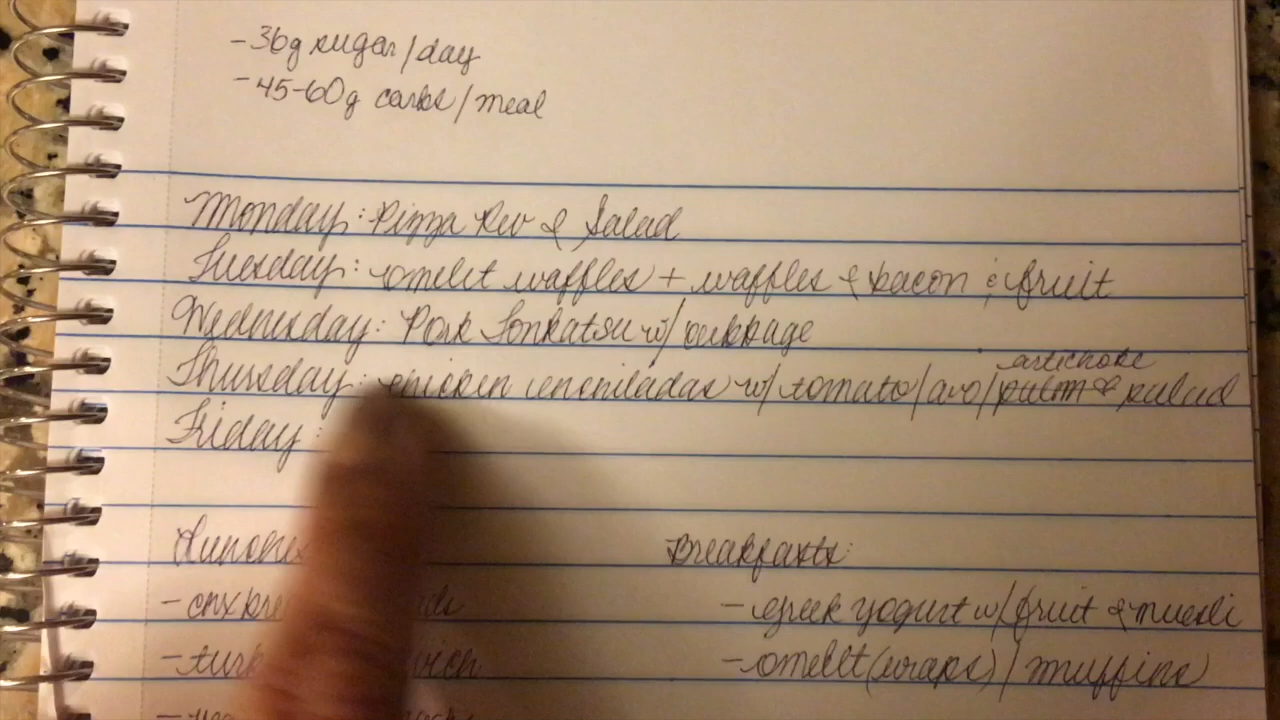 -36g sugar/day
-45-60g carbs/meal
Monday: Pizza Rev & Salad
Tuesday: omelet waffles + waffles & bacon & fruit
Wednesday: Pork Tonkatsu w/ cabbage
artichoke
Thursday: chicken enchiladas w/ tomato/avo/palm & salad
Friday:
Lunches
Breakfasts:
- greek yogurt w/ fruit & muesli
- omelet (wraps) / muffins